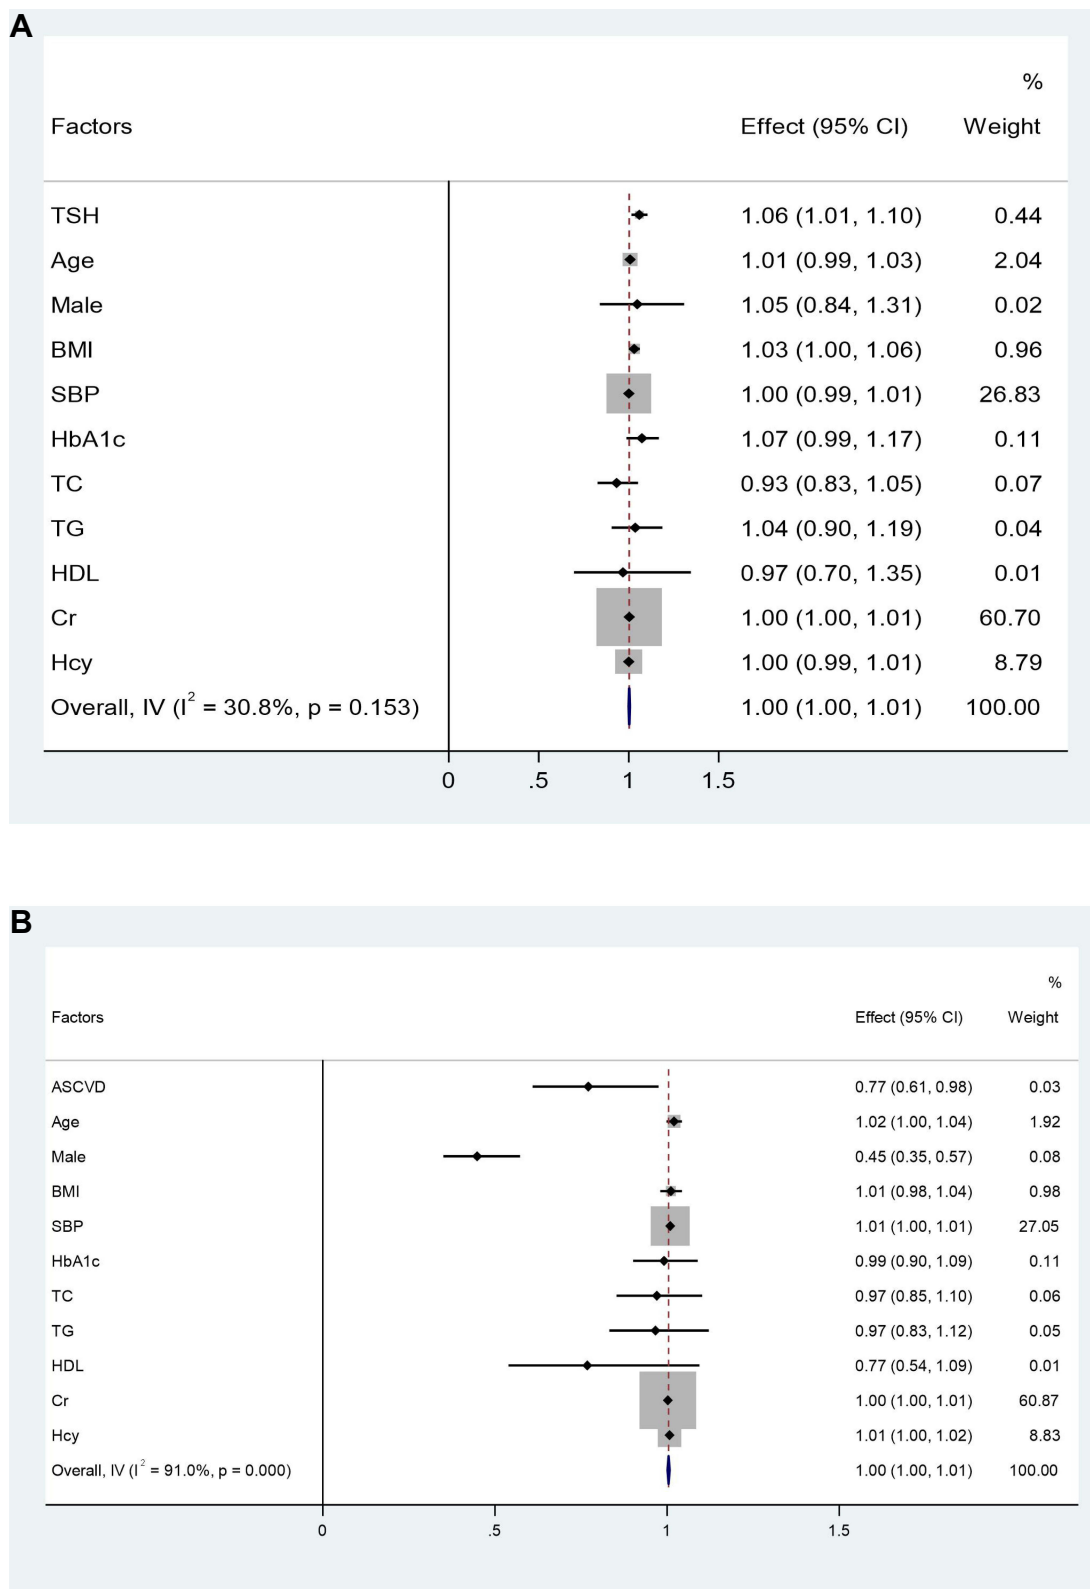 A
%
Factors Effect (95% CI) Weight
TSH 1.06 (1.01, 1.10) 0.44
Age 1.01 (0.99, 1.03) 2.04
Male 1.05 (0.84, 1.31) 0.02
BMI 1.03 (1.00, 1.06) 0.96
SBP 1.00 (0.99, 1.01) 26.83
HbA1c 1.07 (0.99, 1.17) 0.11
TC 0.93 (0.83, 1.05) 0.07
TG 1.04 (0.90, 1.19) 0.04
HDL 0.97 (0.70, 1.35) 0.01
Cr 1.00 (1.00, 1.01) 60.70
Hcy 1.00 (0.99, 1.01) 8.79
Overall, IV (I² = 30.8%, p = 0.153) 1.00 (1.00, 1.01) 100.00
0 .5 1 1.5
B
%
Factors Effect (95% CI) Weight
ASCVD 0.77 (0.61, 0.98) 0.03
Age 1.02 (1.00, 1.04) 1.92
Male 0.45 (0.35, 0.57) 0.08
BMI 1.01 (0.98, 1.04) 0.98
SBP 1.01 (1.00, 1.01) 27.05
HbA1c 0.99 (0.90, 1.09) 0.11
TC 0.97 (0.85, 1.10) 0.06
TG 0.97 (0.83, 1.12) 0.05
HDL 0.77 (0.54, 1.09) 0.01
Cr 1.00 (1.00, 1.01) 60.87
Hcy 1.01 (1.00, 1.02) 8.83
Overall, IV (I² = 91.0%, p = 0.000) 1.00 (1.00, 1.01) 100.00
0 .5 1 1.5